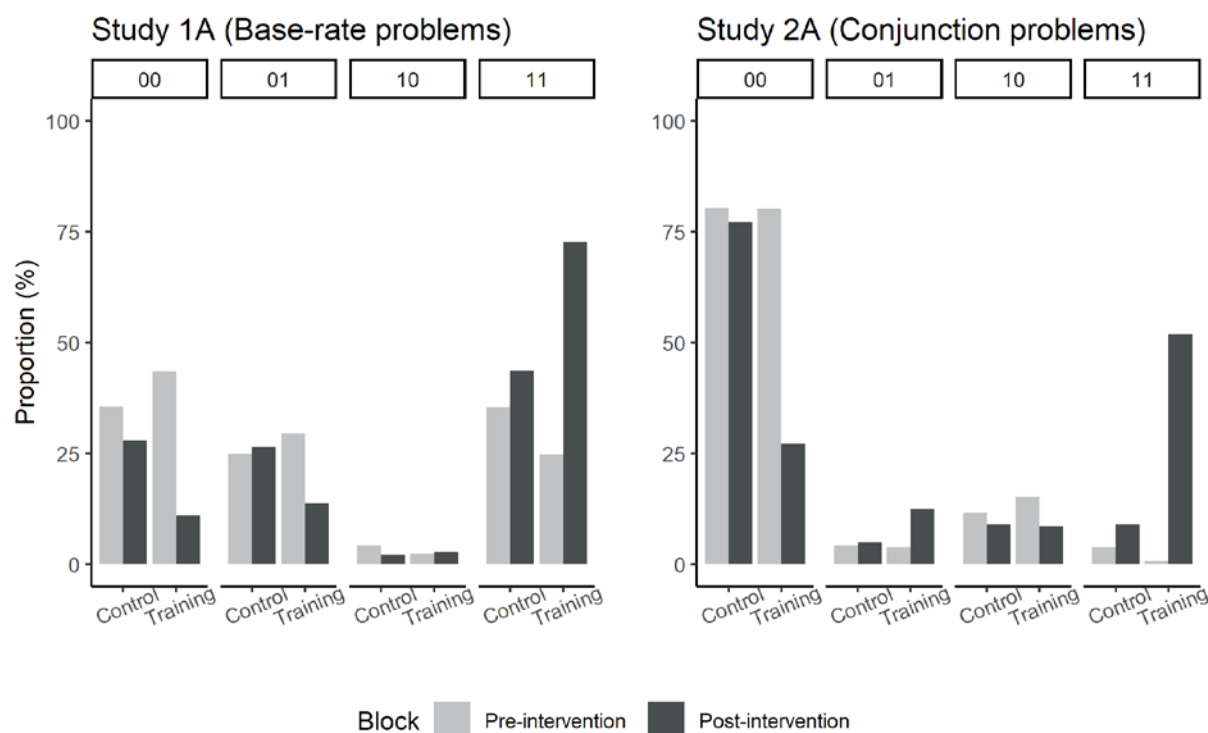 Study 1A (Base-rate problems)
00 01 10 11
Proportion (%)
100
75
50
25
0
Control Training Control Training Control Training Control Training
Study 2A (Conjunction problems)
00 01 10 11
100
75
50
25
0
Control Training Control Training Control Training Control Training
Block Pre-intervention Post-intervention